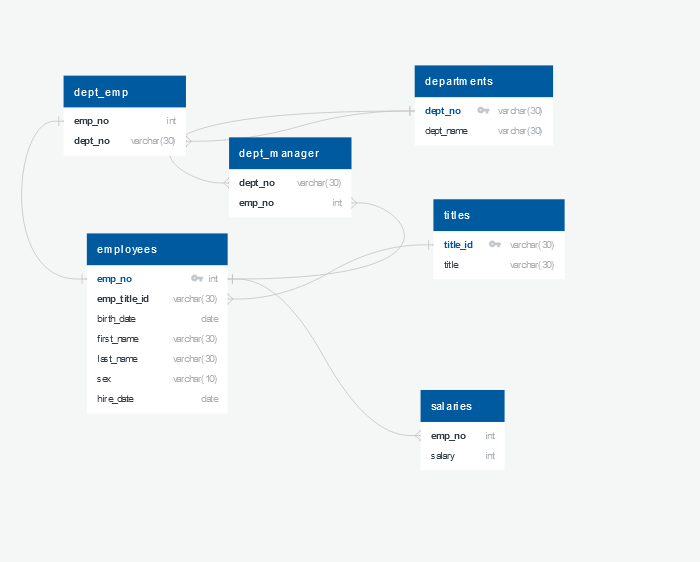 dept_emp
emp_no int
dept_no varchar(30)
departments
dept_no varchar(30)
dept_name varchar(30)
dept_manager
dept_no varchar(30)
emp_no int
titles
title_id varchar(30)
title varchar(30)
employees
emp_no int
emp_title_id varchar(30)
birth_date date
first_name varchar(30)
last_name varchar(30)
sex varchar(10)
hire_date date
salaries
emp_no int
salary int